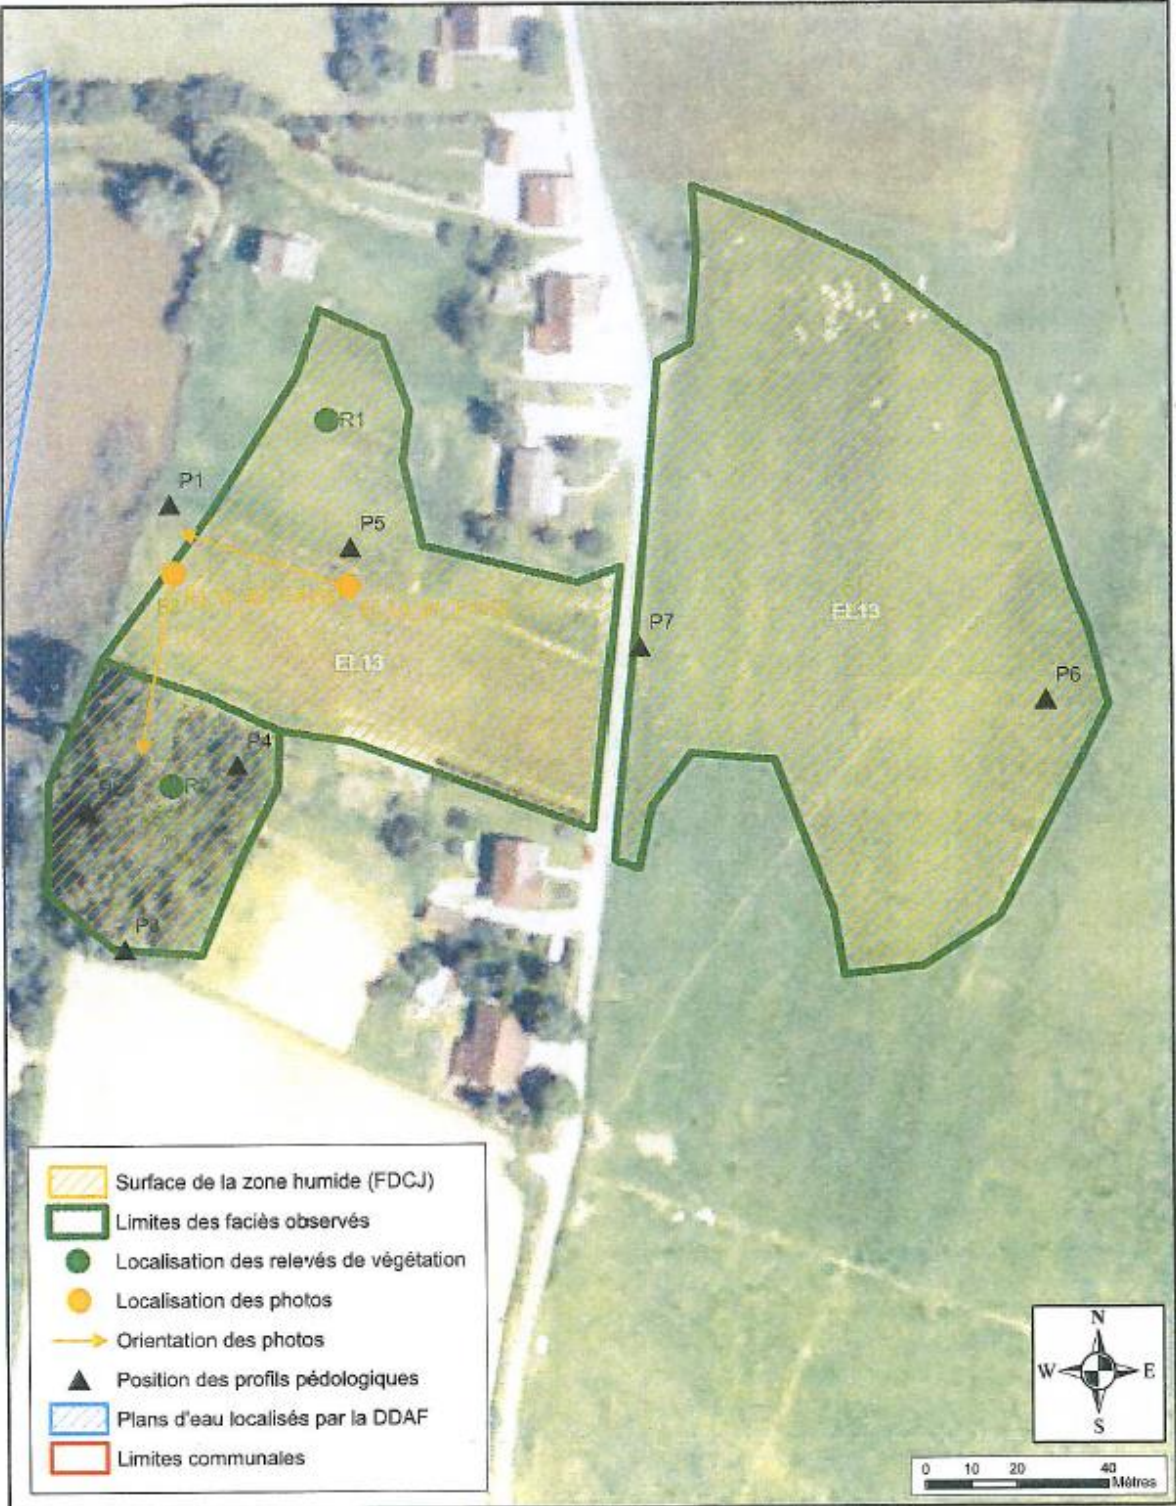 R1
P1
P5
EL13
EL13
P7
P6
P4
R2
P3
Surface de la zone humide (FDCJ)
Limites des faciès observés
Localisation des relevés de végétation
Localisation des photos
Orientation des photos
Position des profils pédologiques
Plans d'eau localisés par la DDAF
Limites communales
N
W E
S
0 10 20 40
Mètres